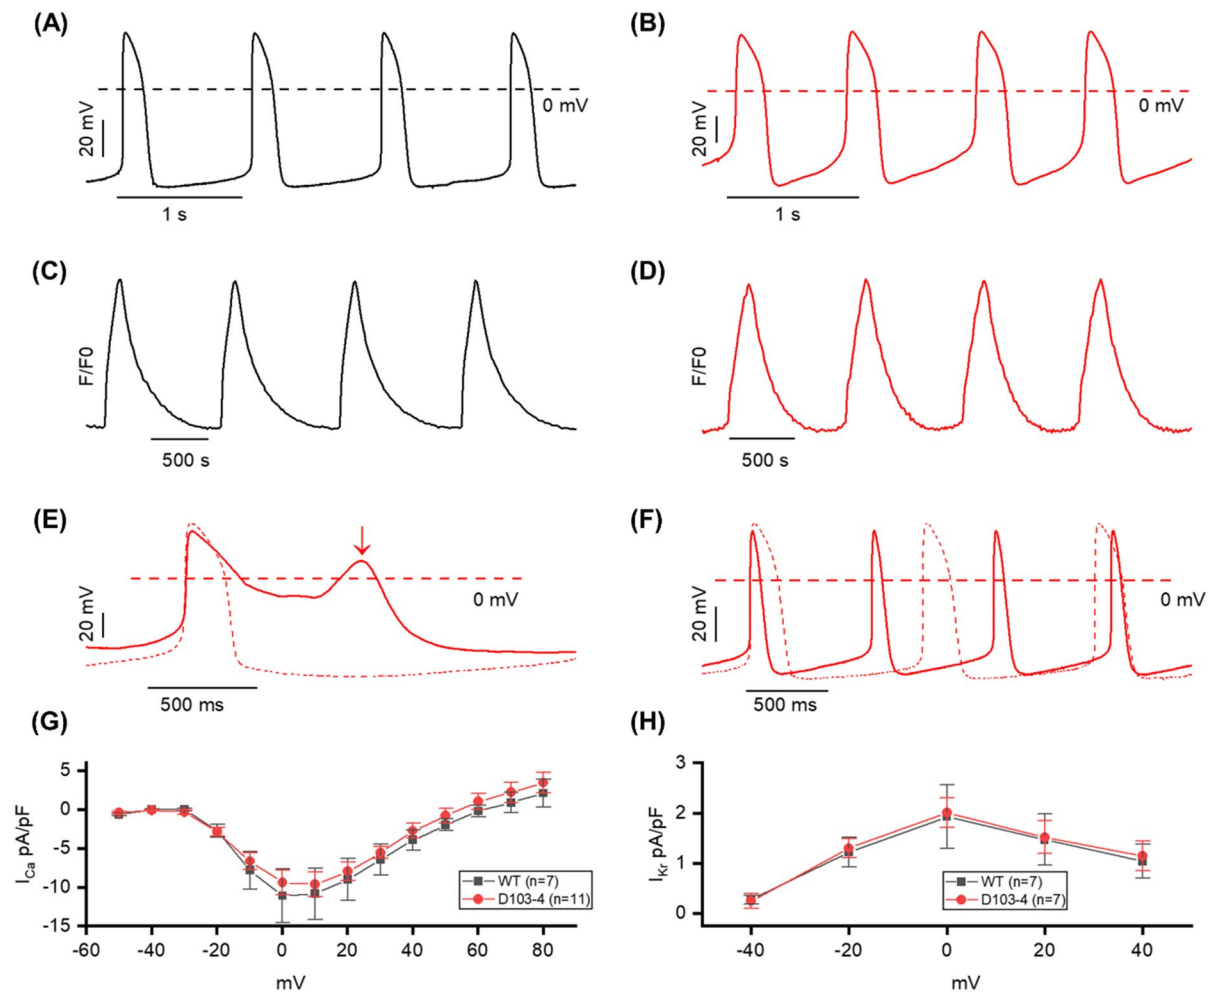 (A)
0 mV
20 mV
1 s
(B)
0 mV
20 mV
1 s
(C)
F/F0
500 s
(D)
F/F0
500 s
(E)
0 mV
20 mV
500 ms
(F)
0 mV
20 mV
500 ms
(G)
5
0
-5
-10
-15
I_Ca pA/pF
WT (n=7)
D103-4 (n=11)
-60 -40 -20 0 20 40 60 80
mV
(H)
3
2
1
0
I_Kr pA/pF
WT (n=7)
D103-4 (n=7)
-40 -20 0 20 40
mV